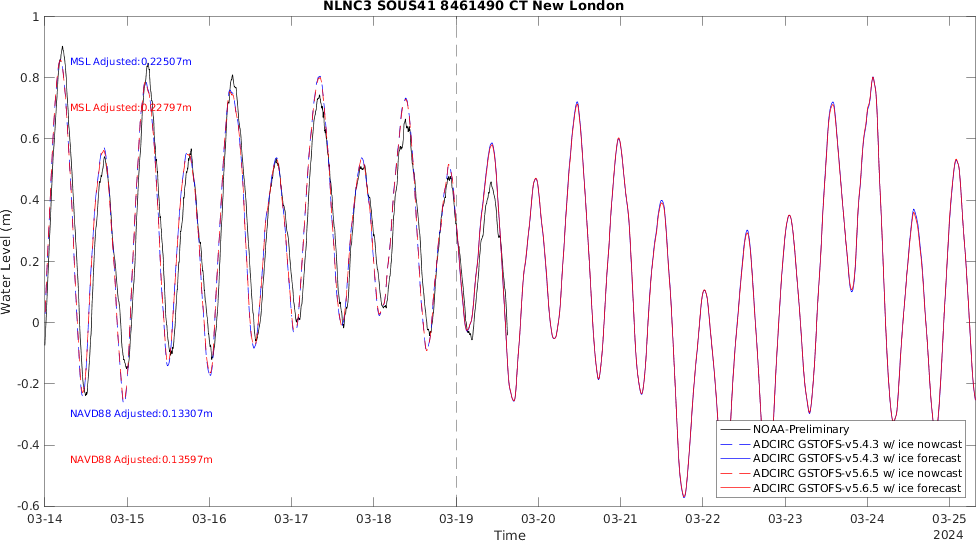 NLNC3 SOUS41 8461490 CT New London
1
0.8
0.6
0.4
0.2
0
-0.2
-0.4
-0.6
Water Level (m)
MSL Adjusted:0.22507m
MSL Adjusted:0.22797m
NAVD88 Adjusted:0.13307m
NAVD88 Adjusted:0.13597m
NOAA-Preliminary
ADCIRC GSTOFS-v5.4.3 w/ ice nowcast
ADCIRC GSTOFS-v5.4.3 w/ ice forecast
ADCIRC GSTOFS-v5.6.5 w/ ice nowcast
ADCIRC GSTOFS-v5.6.5 w/ ice forecast
03-14 03-15 03-16 03-17 03-18 03-19 03-20 03-21 03-22 03-23 03-24 03-25
Time 2024